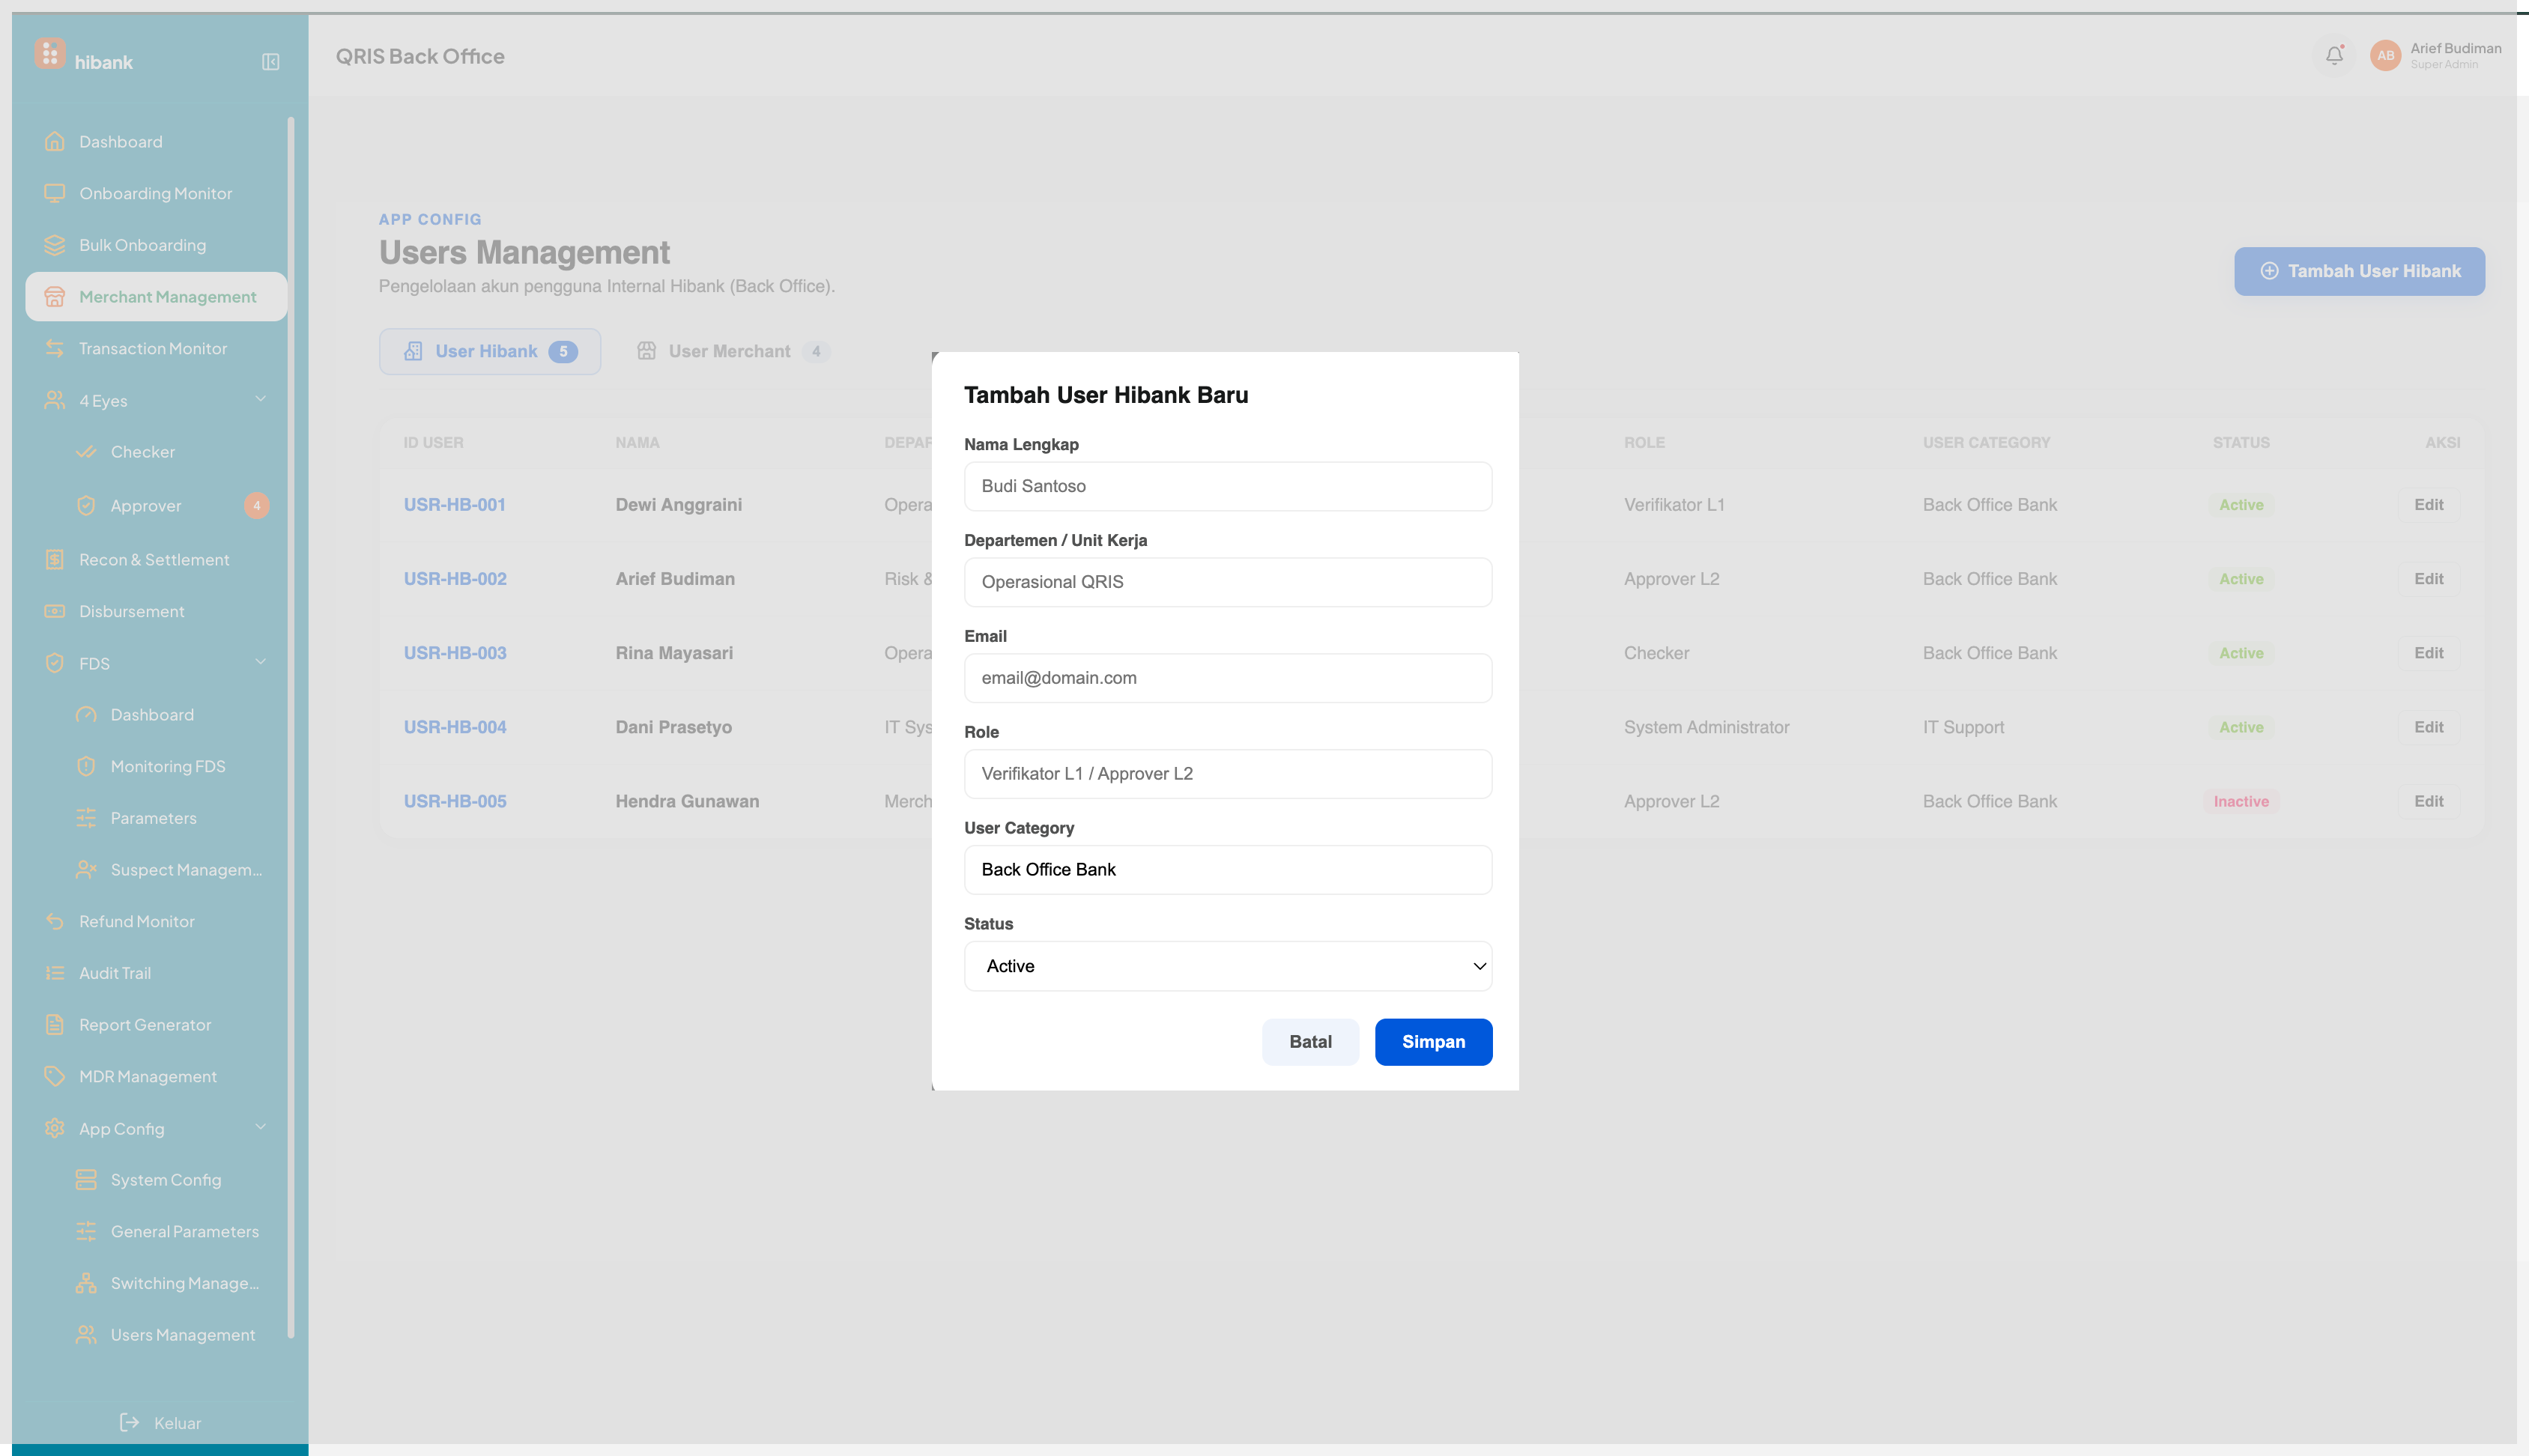 hibank
QRIS Back Office
AB
Arief Budiman
Super Admin
Dashboard
Onboarding Monitor
Bulk Onboarding
Merchant Management
Transaction Monitor
4 Eyes
Checker
Approver 4
Recon & Settlement
Disbursement
FDS
Dashboard
Monitoring FDS
Parameters
Suspect Managem...
Refund Monitor
Audit Trail
Report Generator
MDR Management
App Config
System Config
General Parameters
Switching Manage...
Users Management
Keluar
APP CONFIG
Users Management
Pengelolaan akun pengguna Internal Hibank (Back Office).
Tambah User Hibank
User Hibank 5
User Merchant 4
ID USER NAMA DEPAR ROLE USER CATEGORY STATUS AKSI
USR-HB-001 Dewi Anggraini Opera Verifikator L1 Back Office Bank Active Edit
USR-HB-002 Arief Budiman Risk & Approver L2 Back Office Bank Active Edit
USR-HB-003 Rina Mayasari Opera Checker Back Office Bank Active Edit
USR-HB-004 Dani Prasetyo IT Sys System Administrator IT Support Active Edit
USR-HB-005 Hendra Gunawan Merch Approver L2 Back Office Bank Inactive Edit
Tambah User Hibank Baru
Nama Lengkap
Budi Santoso
Departemen / Unit Kerja
Operasional QRIS
Email
email@domain.com
Role
Verifikator L1 / Approver L2
User Category
Back Office Bank
Status
Active
Batal
Simpan